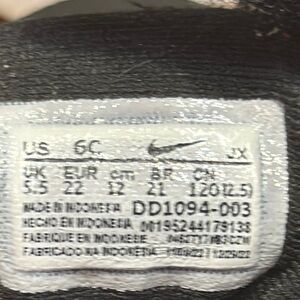 US 6C JX
UK EUR cm BR CN
5.5 22 12 21 120(2.5)
MADE IN INDONESIA DD1094-003
HECHO EN INDONESIA 00195244179138
FABRIQUE EN INDONESIE
FABRICADO NA INDONESIA